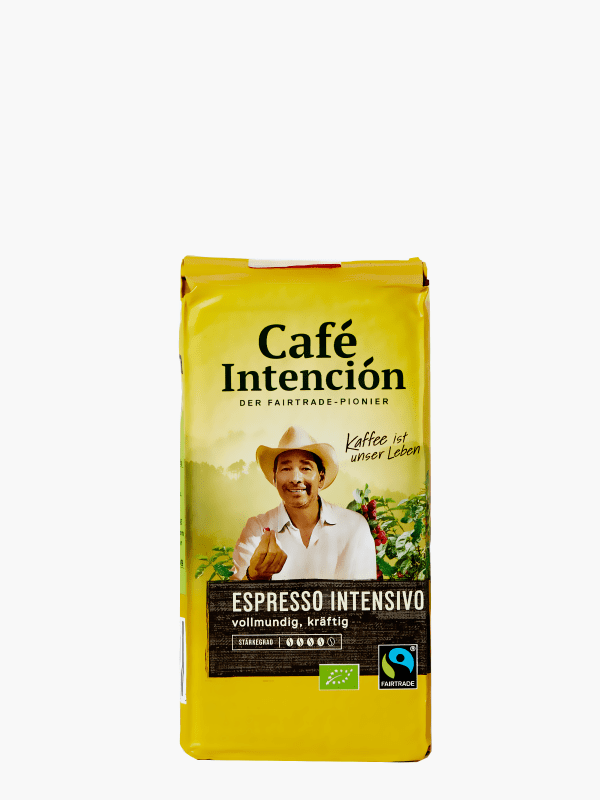 Café
Intención
DER FAIRTRADE-PIONIER
Kaffee ist
unser Leben
ESPRESSO INTENSIVO
vollmundig, kräftig
STÄRKEGRAD
®
FAIRTRADE